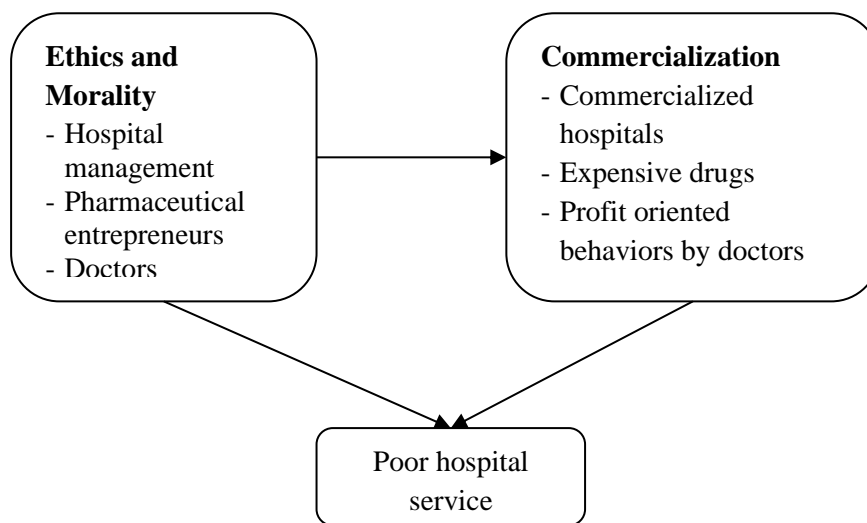 Ethics and
Morality
- Hospital
management
- Pharmaceutical
entrepreneurs
- Doctors
Commercialization
- Commercialized
hospitals
- Expensive drugs
- Profit oriented
behaviors by doctors
Poor hospital
service